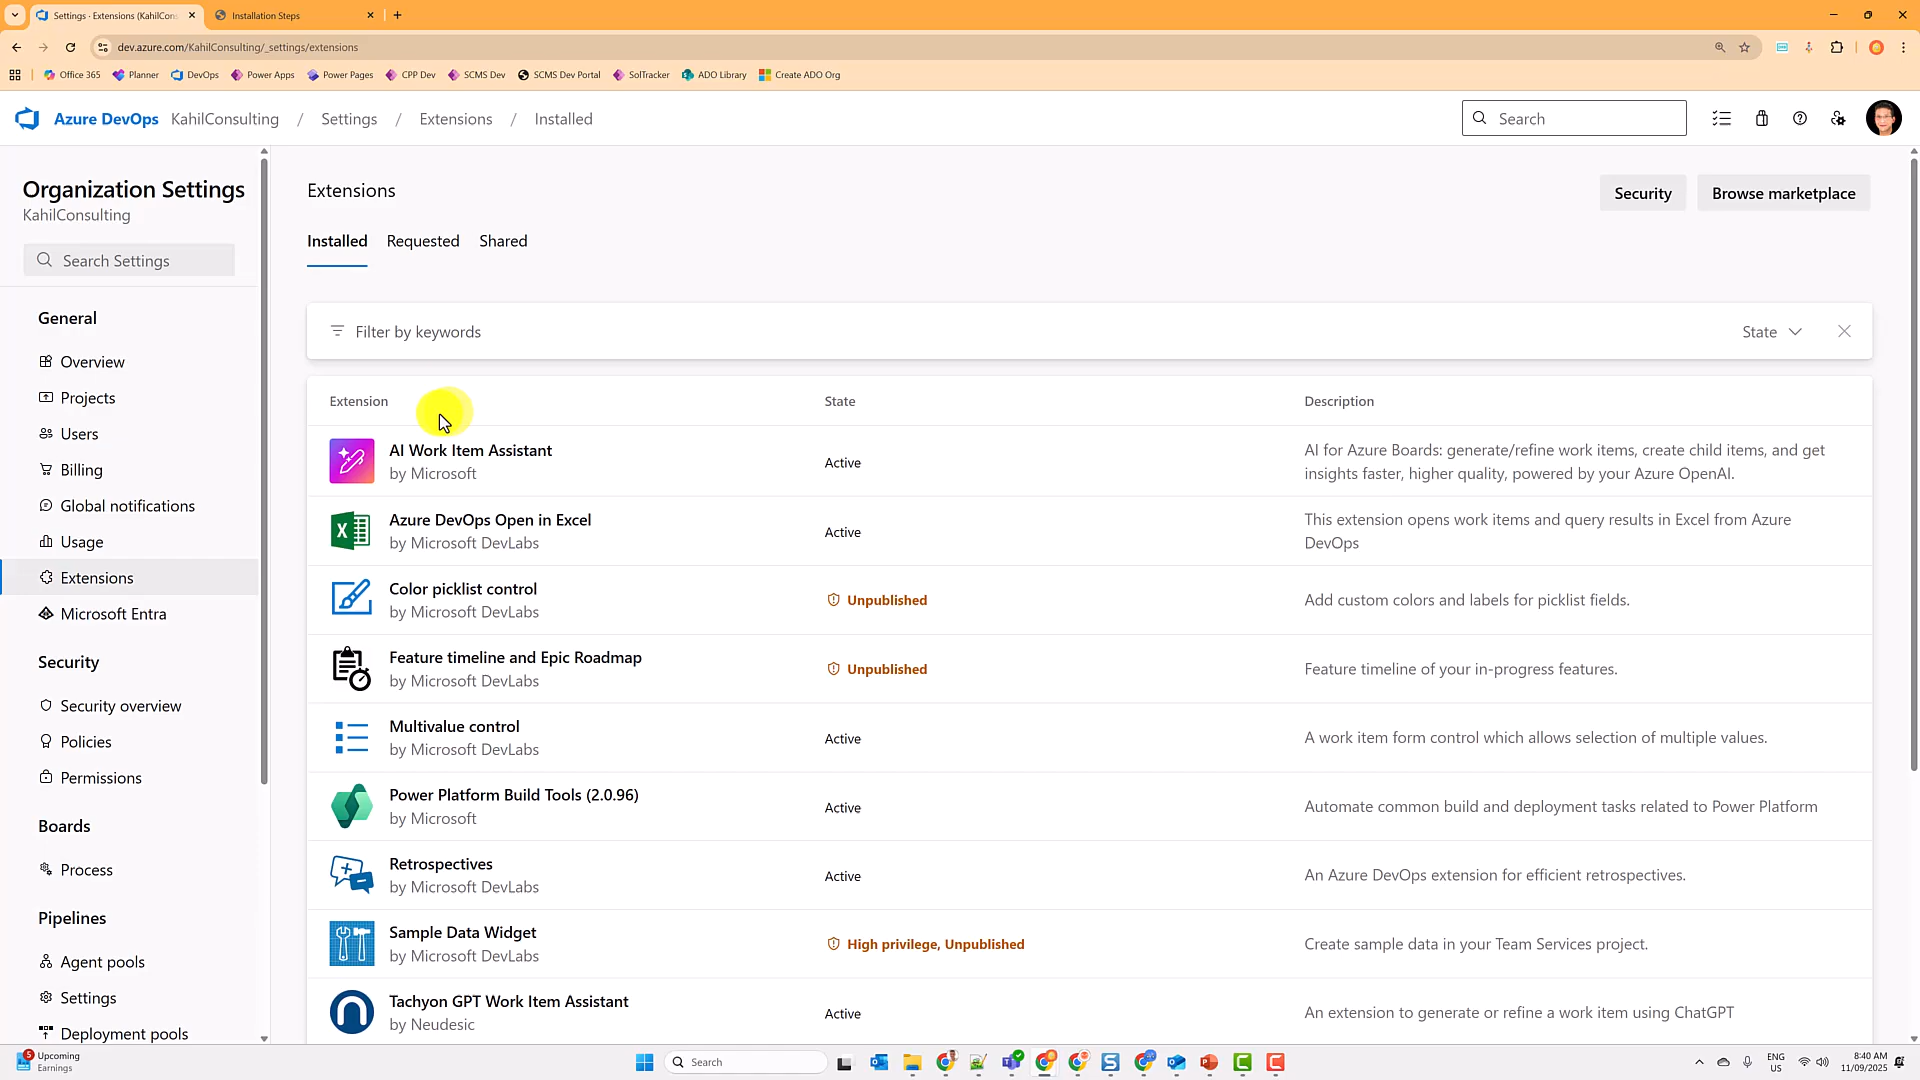 Settings - Extensions (KahilCons
Installation Steps
dev.azure.com/KahilConsulting/_settings/extensions
Office 365
Planner
DevOps
Power Apps
Power Pages
CPP Dev
SCMS Dev
SCMS Dev Portal
SolTracker
ADO Library
Create ADO Org
Azure DevOps
KahilConsulting
/
Settings
/
Extensions
/
Installed
Search
Organization Settings
KahilConsulting
Search Settings
General
Overview
Projects
Users
Billing
Global notifications
Usage
Extensions
Microsoft Entra
Security
Security overview
Policies
Permissions
Boards
Process
Pipelines
Agent pools
Settings
Deployment pools
Extensions
Security
Browse marketplace
Installed
Requested
Shared
Filter by keywords
State
Extension
State
Description
AI Work Item Assistant
by Microsoft
Active
AI for Azure Boards: generate/refine work items, create child items, and get
insights faster, higher quality, powered by your Azure OpenAI.
Azure DevOps Open in Excel
by Microsoft DevLabs
Active
This extension opens work items and query results in Excel from Azure
DevOps
Color picklist control
by Microsoft DevLabs
Unpublished
Add custom colors and labels for picklist fields.
Feature timeline and Epic Roadmap
by Microsoft DevLabs
Unpublished
Feature timeline of your in-progress features.
Multivalue control
by Microsoft DevLabs
Active
A work item form control which allows selection of multiple values.
Power Platform Build Tools (2.0.96)
by Microsoft
Active
Automate common build and deployment tasks related to Power Platform
Retrospectives
by Microsoft DevLabs
Active
An Azure DevOps extension for efficient retrospectives.
Sample Data Widget
by Microsoft DevLabs
High privilege, Unpublished
Create sample data in your Team Services project.
Tachyon GPT Work Item Assistant
by Neudesic
Active
An extension to generate or refine a work item using ChatGPT
5
Upcoming
Earnings
Search
ENG
US
8:40 AM
11/09/2025